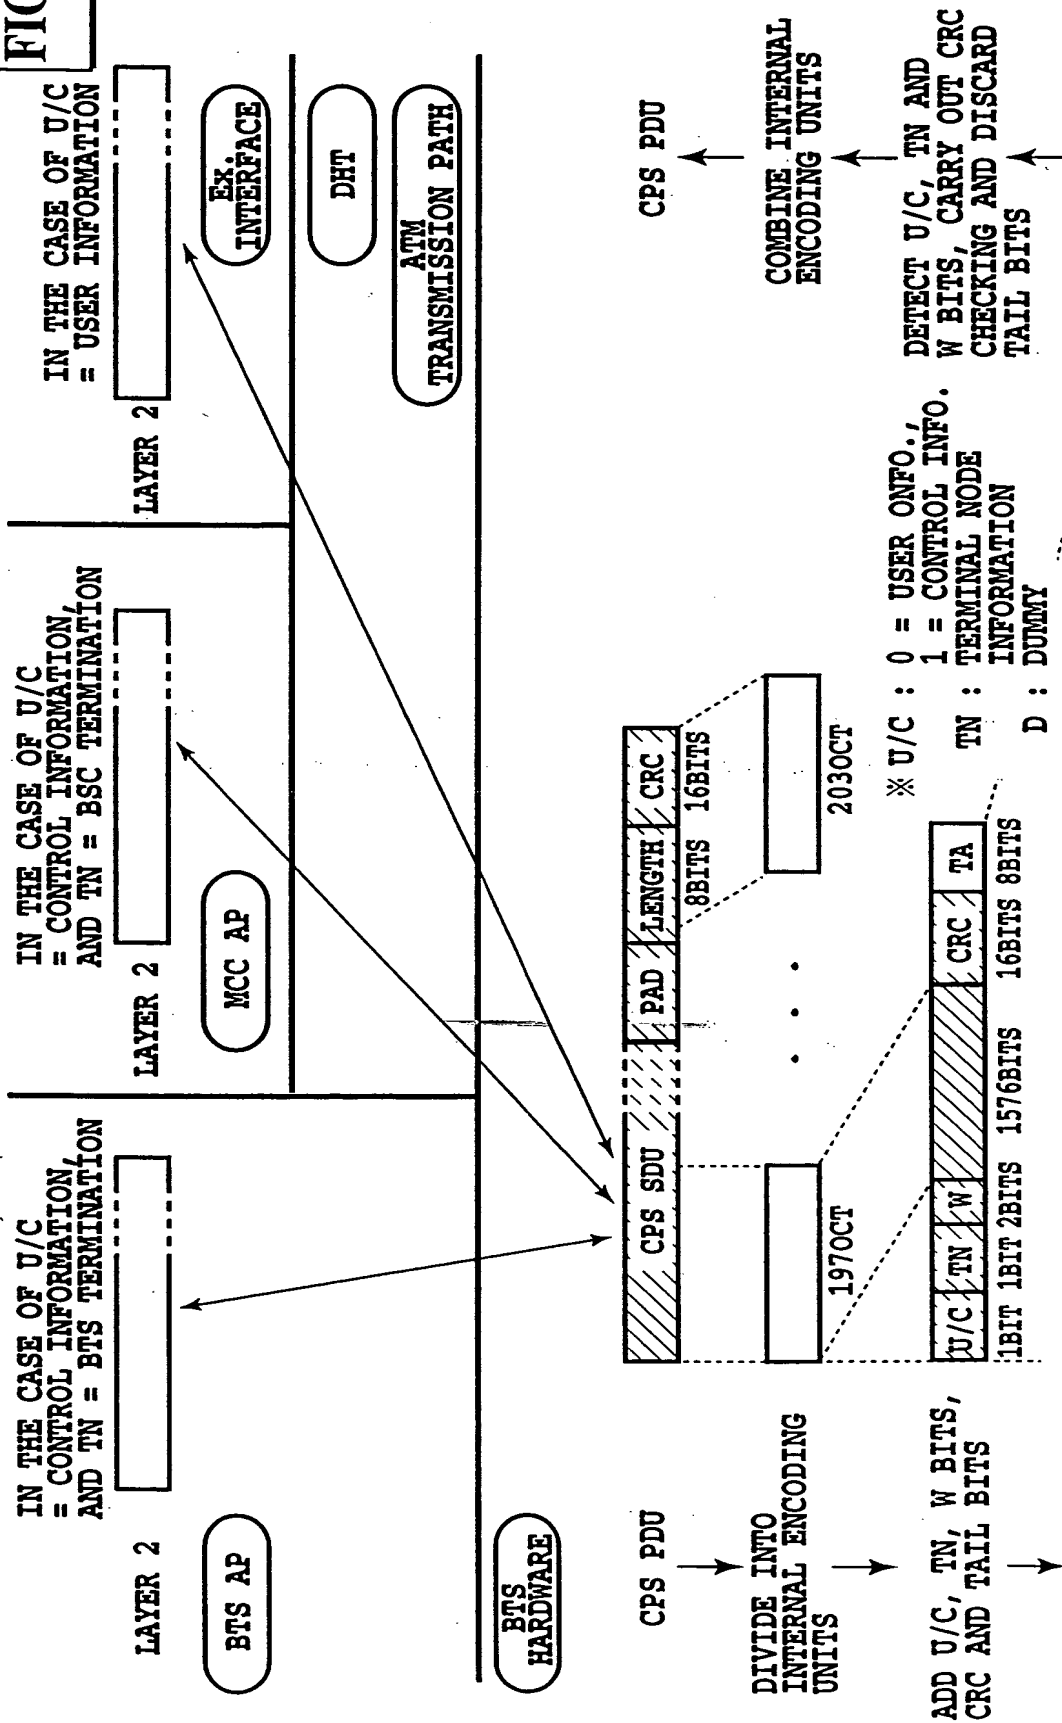 FIG
IN THE CASE OF U/C
= CONTROL INFORMATION,
AND TN = BTS TERMINATION
LAYER 2
BTS AP
IN THE CASE OF U/C
= CONTROL INFORMATION,
AND TN = BSC TERMINATION
LAYER 2
MCC AP
IN THE CASE OF U/C
= USER INFORMATION
LAYER 2
Ex.
INTERFACE
DHT
ATM
TRANSMISSION PATH
BTS
HARDWARE
CPS PDU
CPS SDU
PAD
LENGTH
CRC
8BITS
16BITS
CPS PDU
DIVIDE INTO
INTERNAL ENCODING
UNITS
197OCT
203OCT
COMBINE INTERNAL
ENCODING UNITS
ADD U/C, TN, W BITS,
CRC AND TAIL BITS
U/C
TN
W
CRC
TA
1BIT
1BIT
2BITS
1576BITS
16BITS
8BITS
※ U/C : 0 = USER ONFO.,
1 = CONTROL INFO.
TN : TERMINAL NODE
INFORMATION
D : DUMMY
DETECT U/C, TN AND
W BITS, CARRY OUT CRC
CHECKING AND DISCARD
TAIL BITS